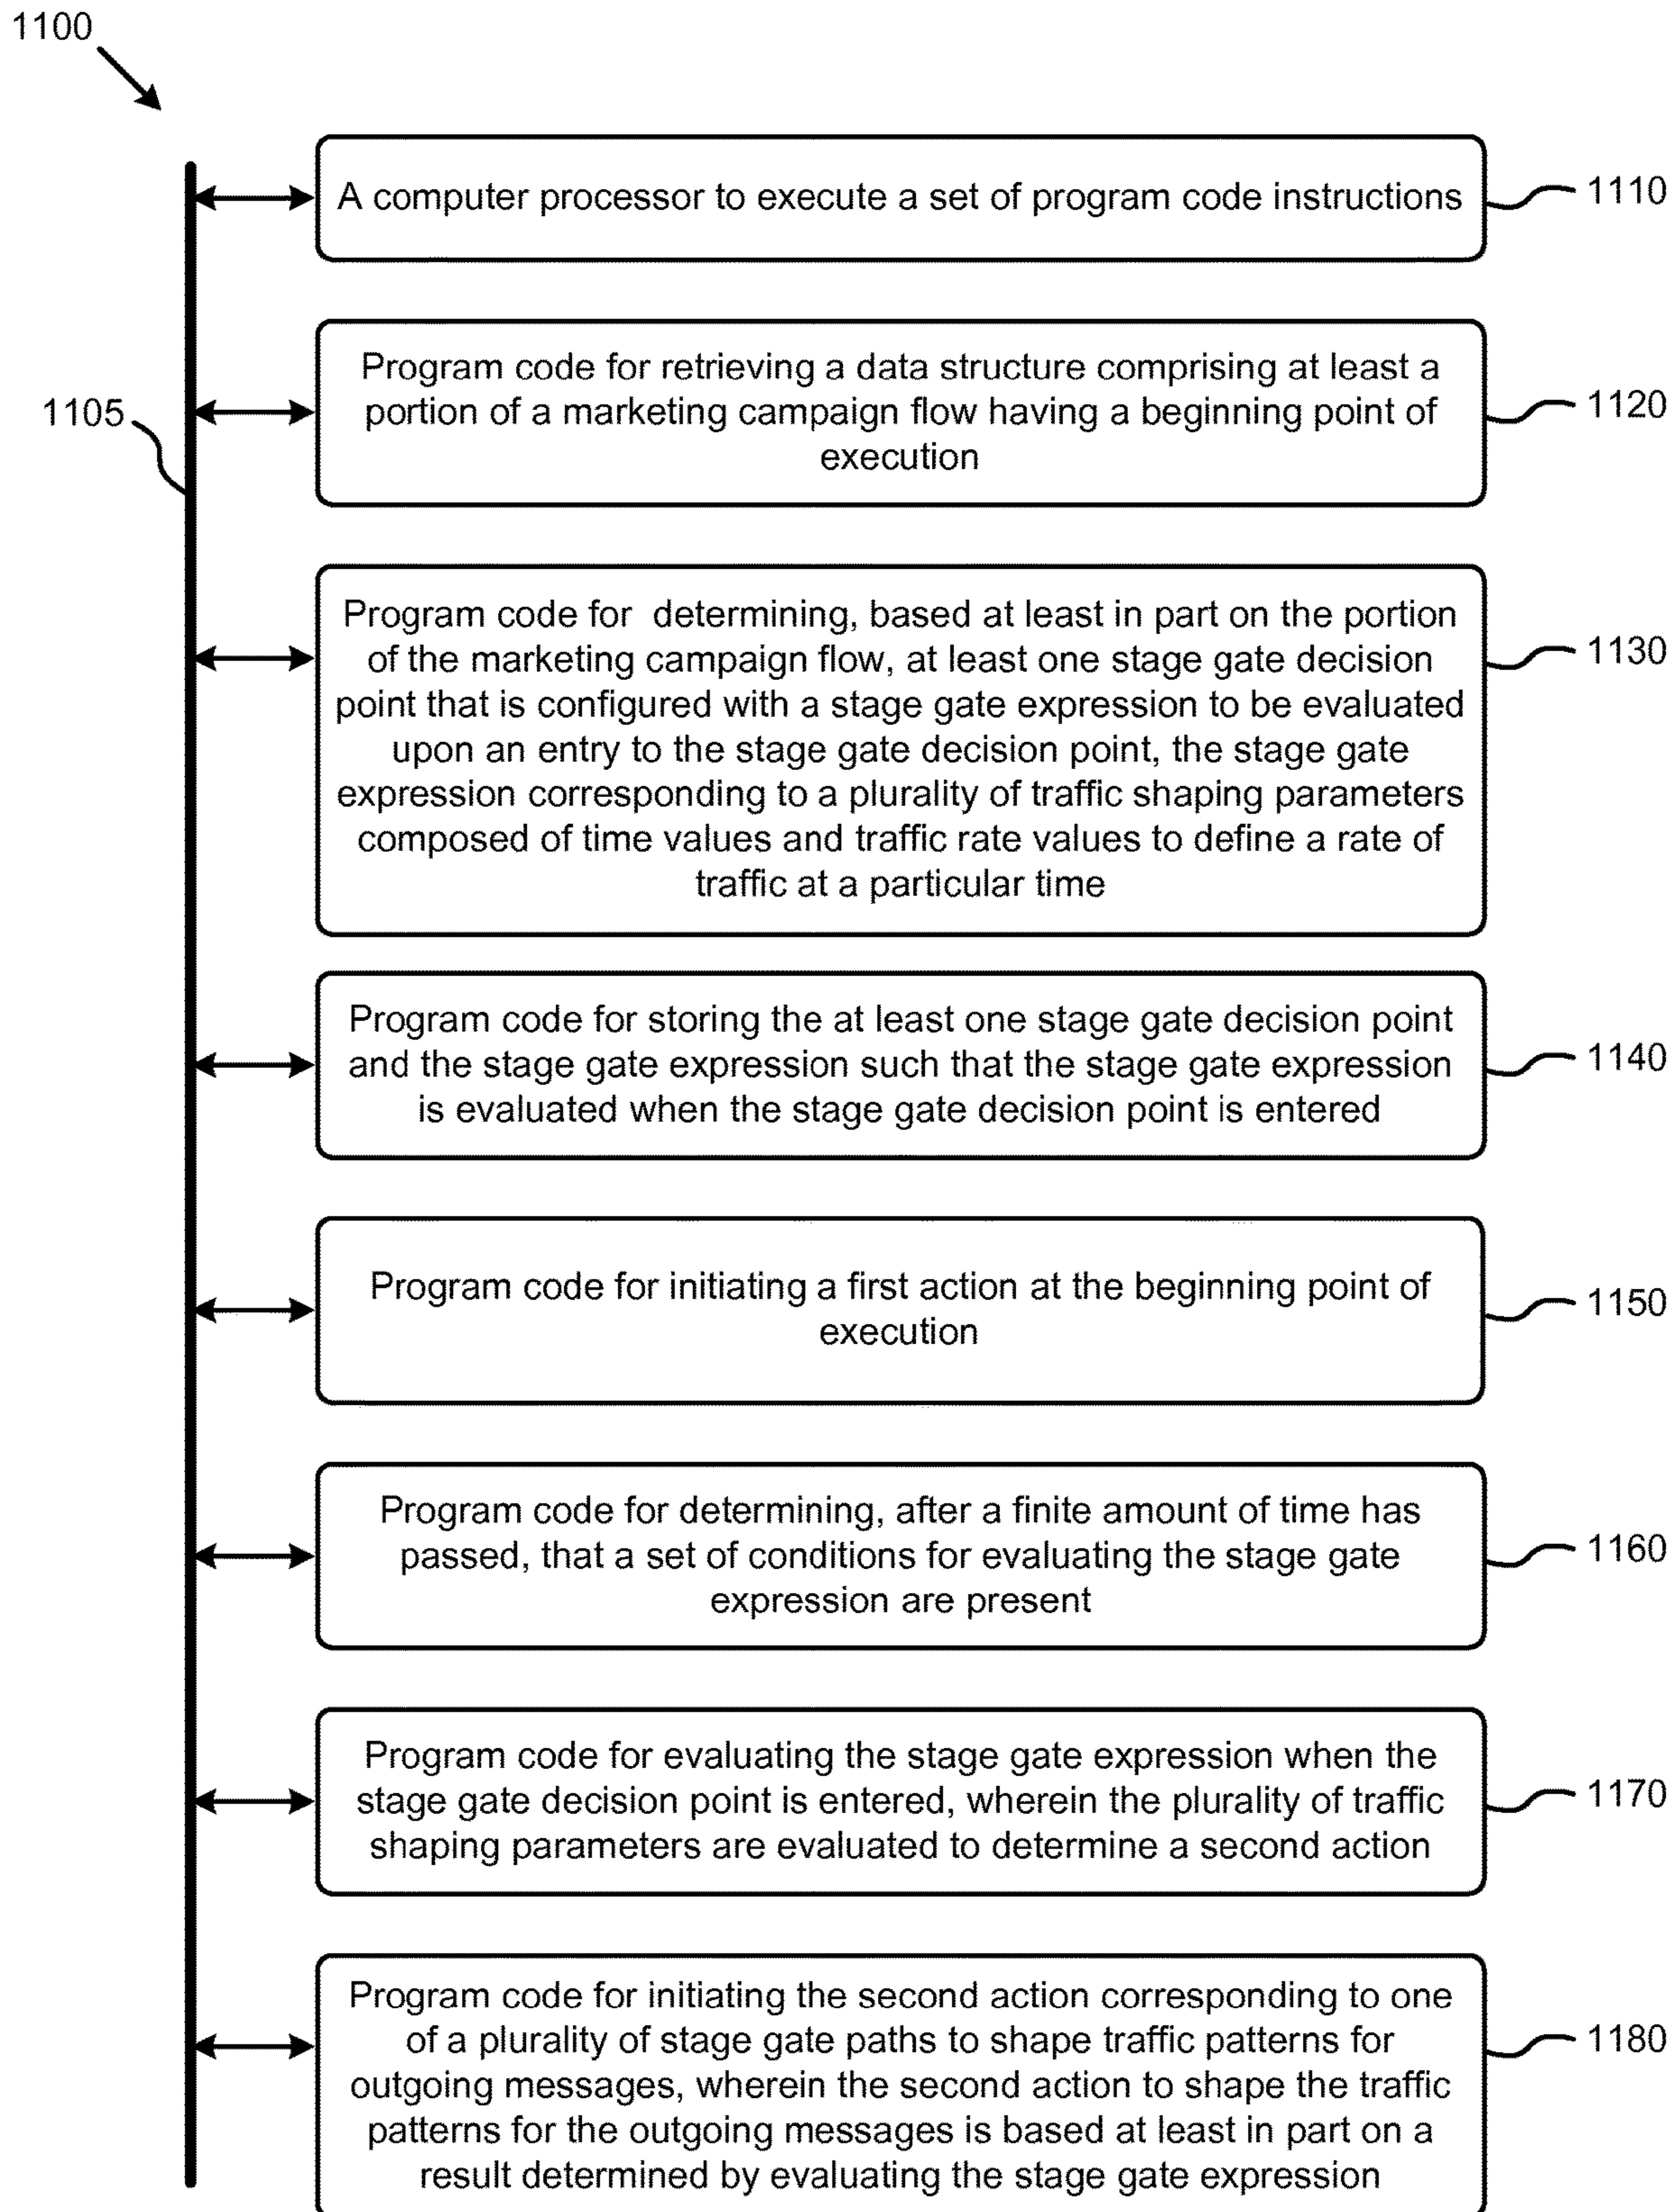 1100
A computer processor to execute a set of program code instructions
1110
Program code for retrieving a data structure comprising at least a
portion of a marketing campaign flow having a beginning point of
execution
1120
1105
Program code for  determining, based at least in part on the portion
of the marketing campaign flow, at least one stage gate decision
point that is configured with a stage gate expression to be evaluated
upon an entry to the stage gate decision point, the stage gate
expression corresponding to a plurality of traffic shaping parameters
composed of time values and traffic rate values to define a rate of
traffic at a particular time
1130
Program code for storing the at least one stage gate decision point
and the stage gate expression such that the stage gate expression
is evaluated when the stage gate decision point is entered
1140
Program code for initiating a first action at the beginning point of
execution
1150
Program code for determining, after a finite amount of time has
passed, that a set of conditions for evaluating the stage gate
expression are present
1160
Program code for evaluating the stage gate expression when the
stage gate decision point is entered, wherein the plurality of traffic
shaping parameters are evaluated to determine a second action
1170
Program code for initiating the second action corresponding to one
of a plurality of stage gate paths to shape traffic patterns for
outgoing messages, wherein the second action to shape the traffic
patterns for the outgoing messages is based at least in part on a
result determined by evaluating the stage gate expression
1180